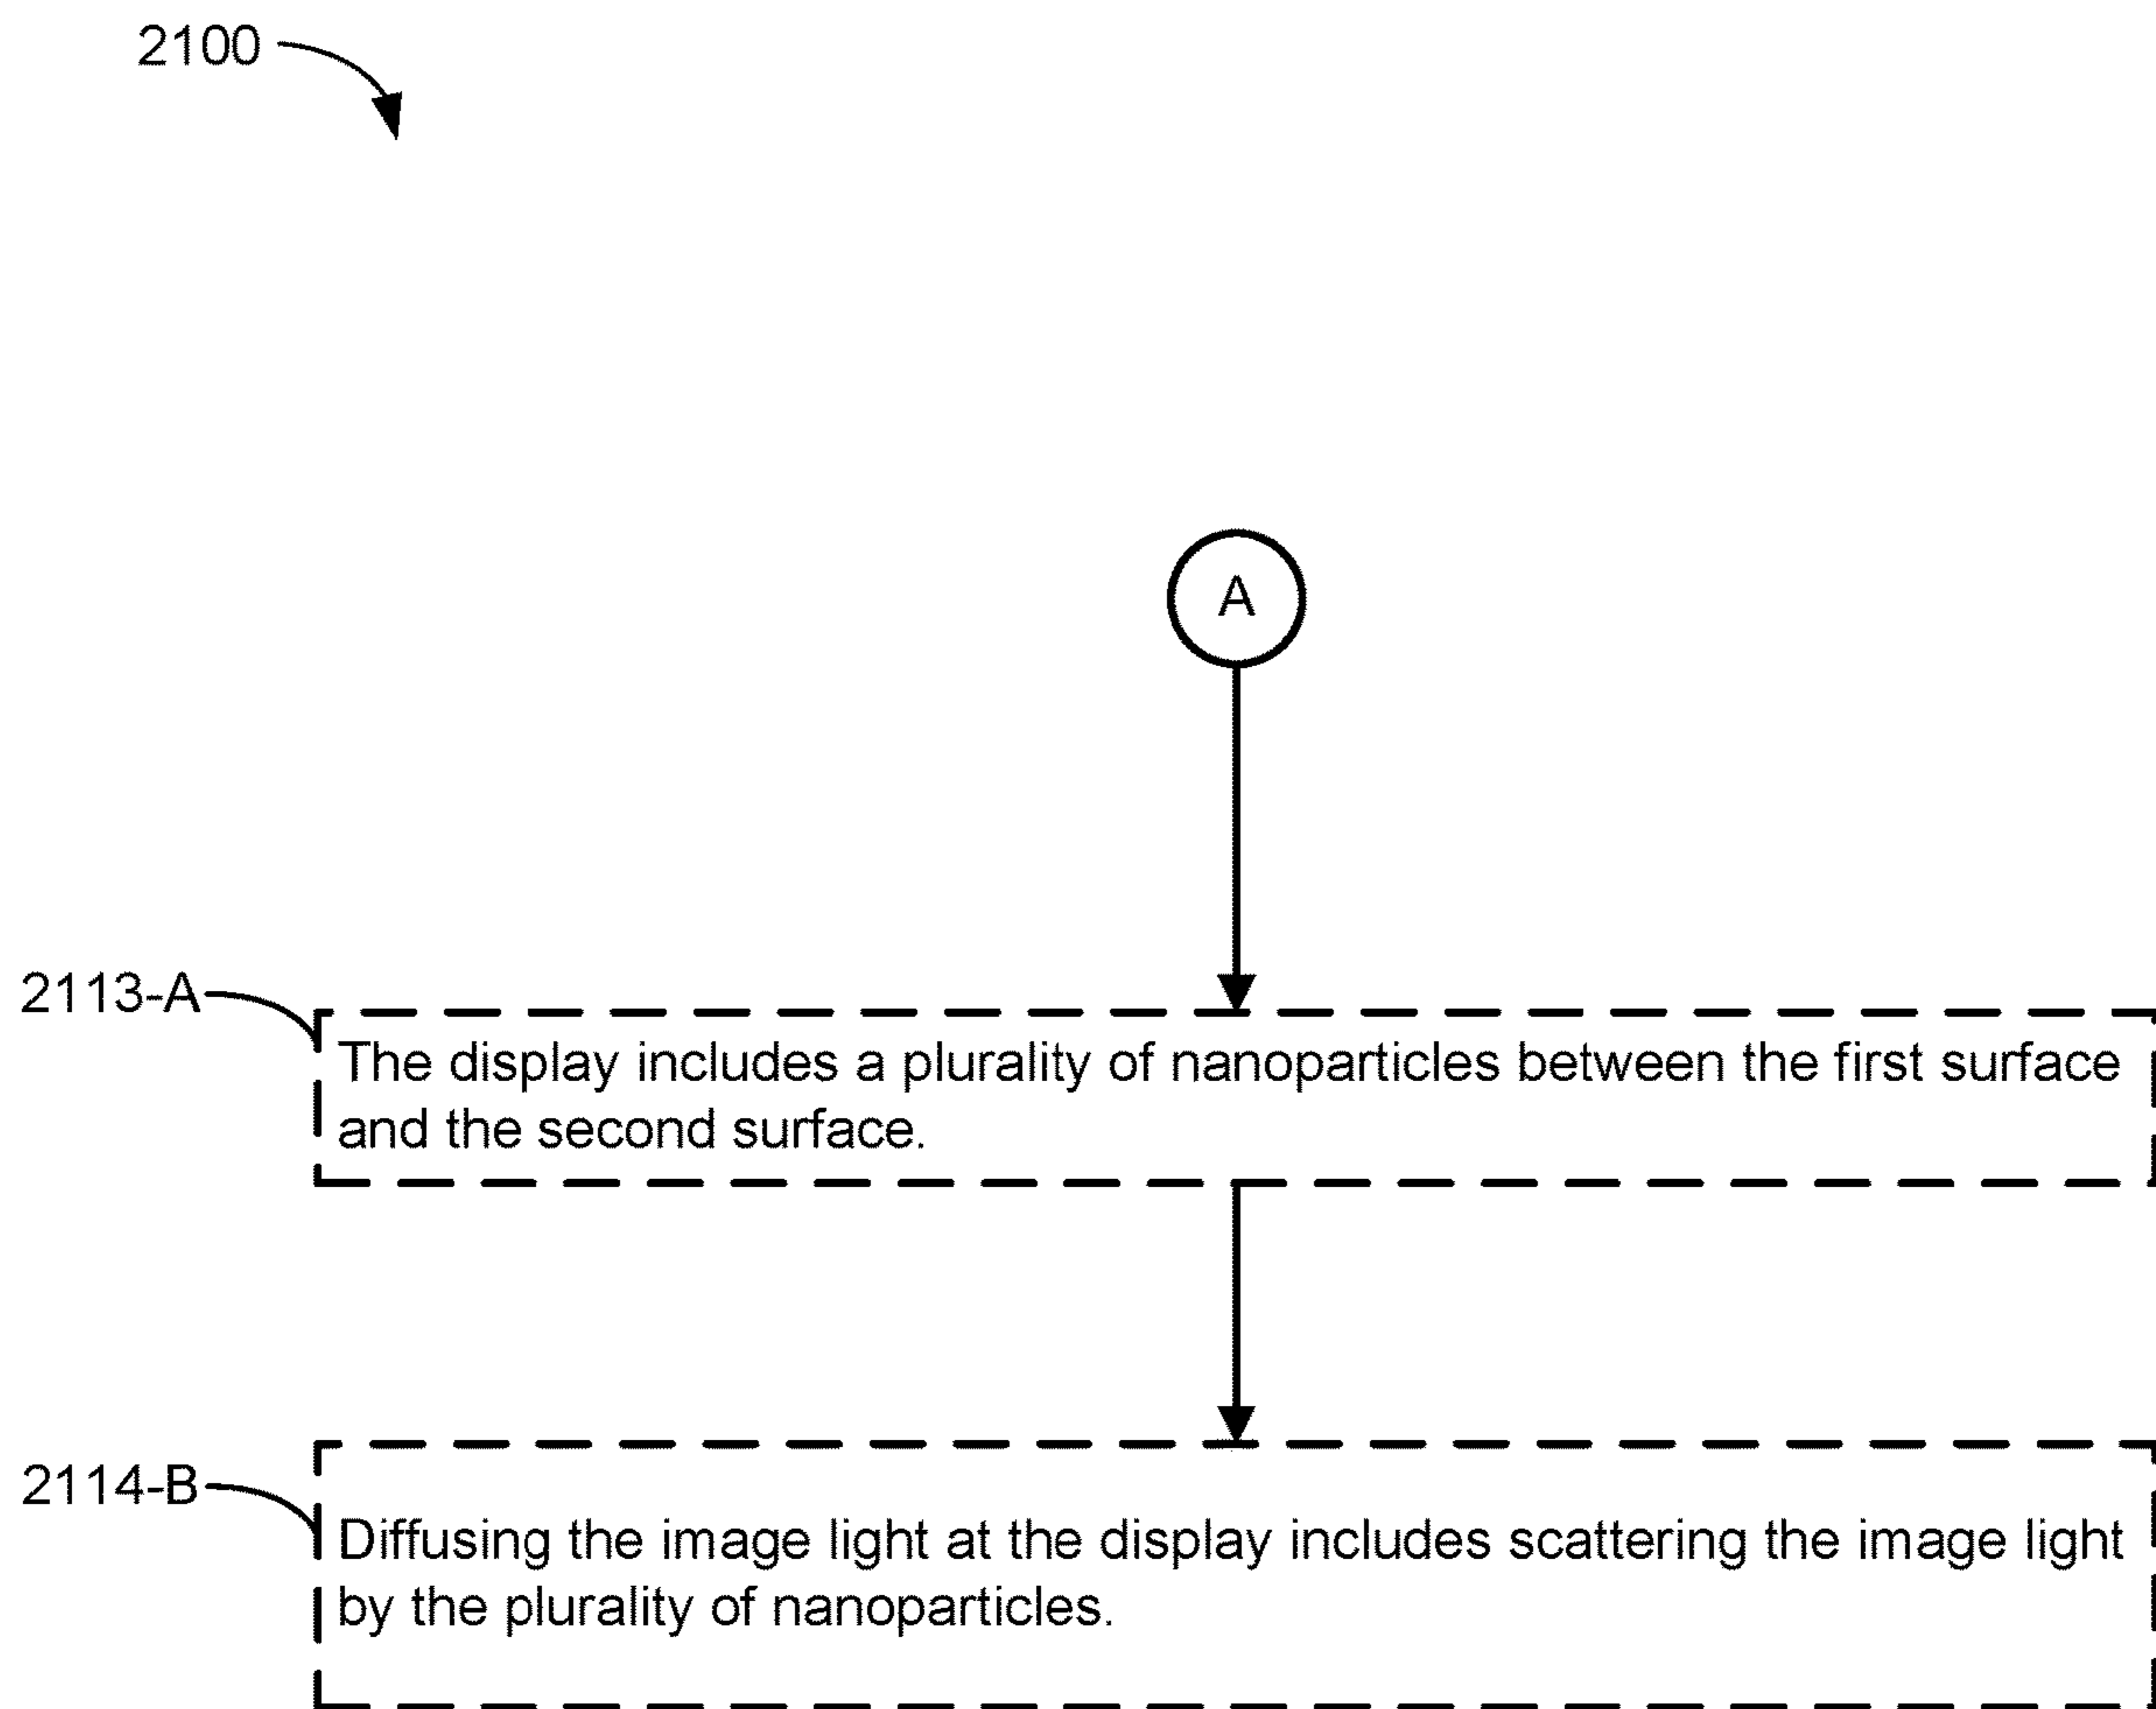 2100
A
2113-A
The display includes a plurality of nanoparticles between the first surface
and the second surface.
2114-B
Diffusing the image light at the display includes scattering the image light
by the plurality of nanoparticles.